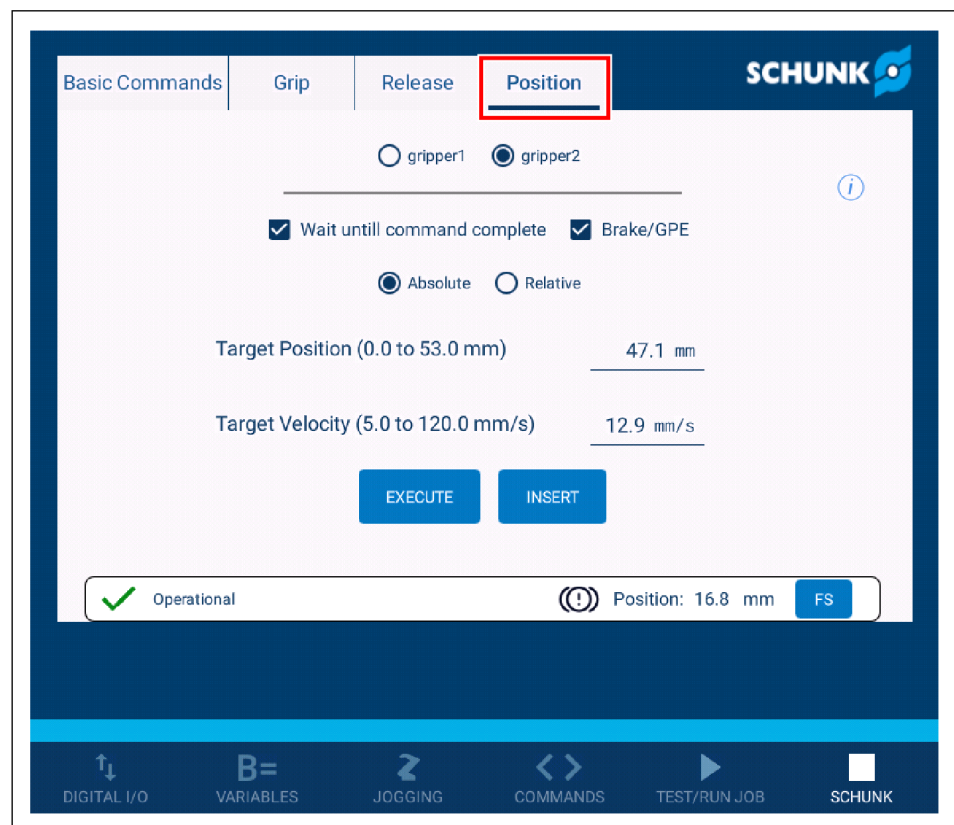 Basic Commands Grip Release Position SCHUNK
gripper1 gripper2
i
Wait untill command complete Brake/GPE
Absolute Relative
Target Position (0.0 to 53.0 mm) 47.1 mm
Target Velocity (5.0 to 120.0 mm/s) 12.9 mm/s
EXECUTE INSERT
Operational (!) Position: 16.8 mm FS
B=
DIGITAL I/O VARIABLES JOGGING COMMANDS TEST/RUN JOB SCHUNK